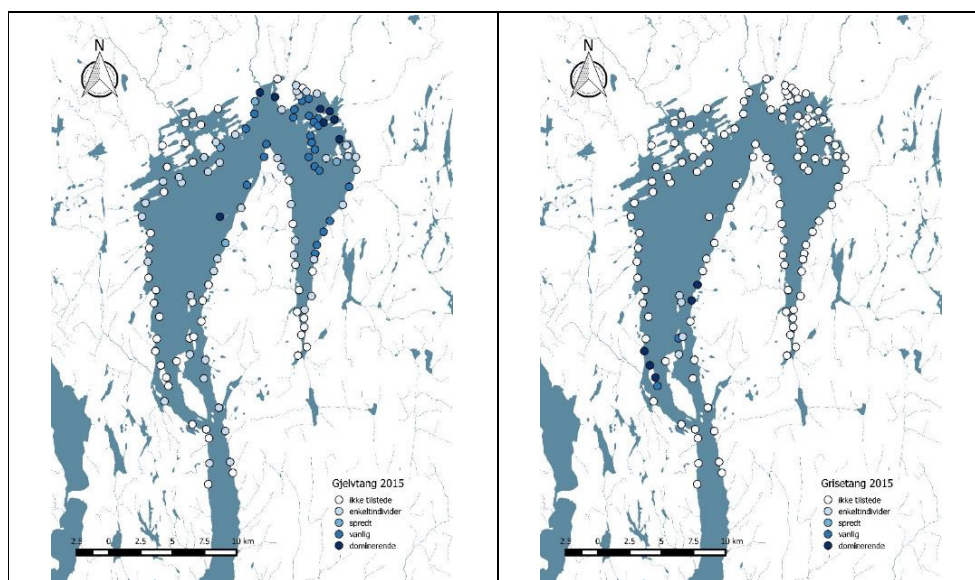 N
Gjelvtang 2015
ikke tilstede
enkeltindivider
spredt
vanlig
dominerende
2.5 0 2.5 5 7.5 10 km
N
Grisetang 2015
ikke tilstede
enkeltindivider
spredt
vanlig
dominerende
2.5 0 2.5 5 7.5 10 km